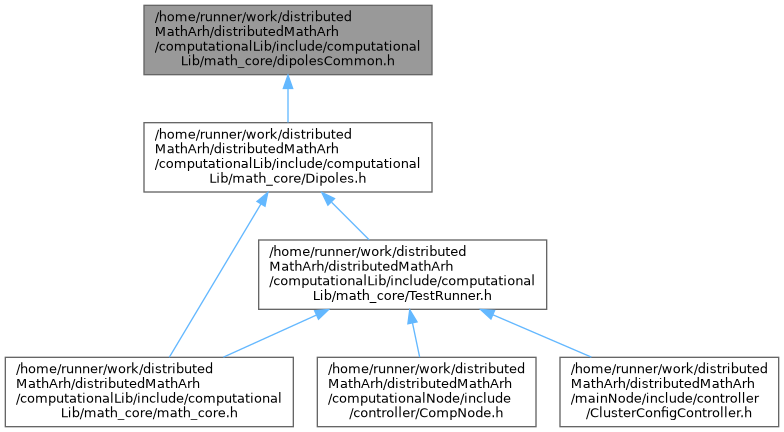 /home/runner/work/distributed
MathArh/distributedMathArh
/computationalLib/include/computational
Lib/math_core/dipolesCommon.h
/home/runner/work/distributed
MathArh/distributedMathArh
/computationalLib/include/computational
Lib/math_core/Dipoles.h
/home/runner/work/distributed
MathArh/distributedMathArh
/computationalLib/include/computational
Lib/math_core/TestRunner.h
/home/runner/work/distributed
MathArh/distributedMathArh
/computationalLib/include/computational
Lib/math_core/math_core.h
/home/runner/work/distributed
MathArh/distributedMathArh
/computationalNode/include
/controller/CompNode.h
/home/runner/work/distributed
MathArh/distributedMathArh
/mainNode/include/controller
/ClusterConfigController.h